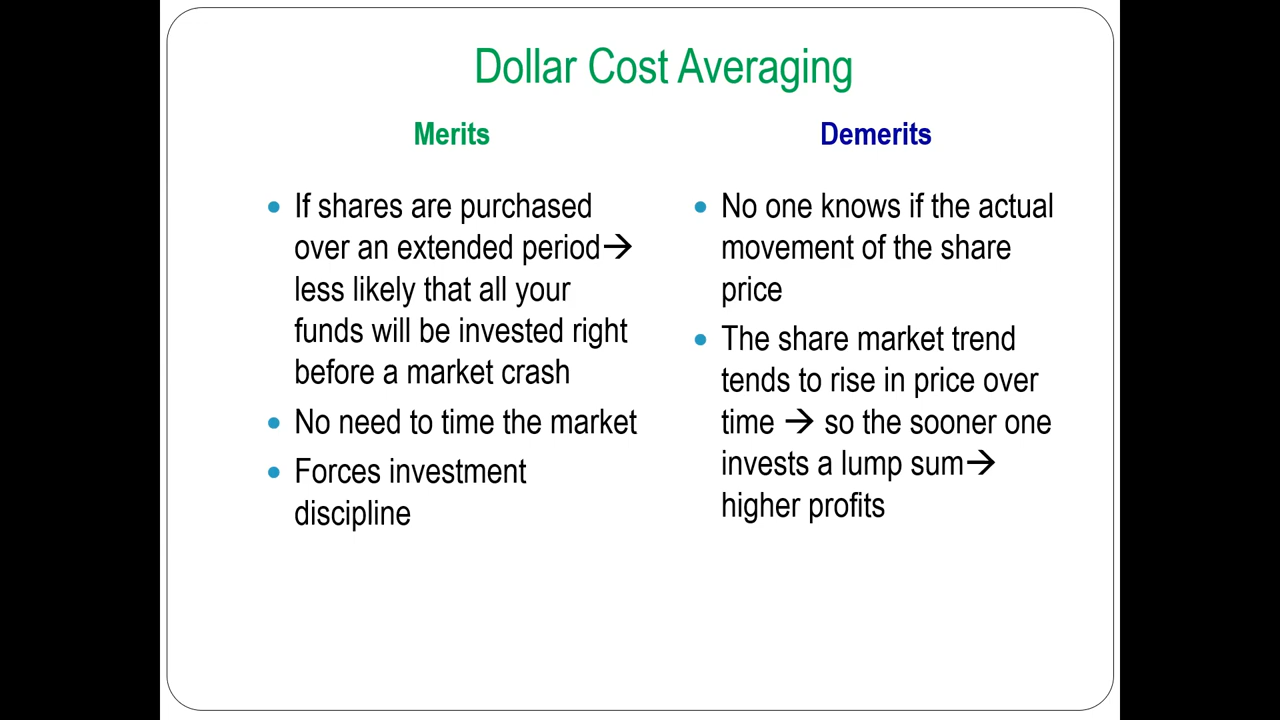 Dollar Cost Averaging
Merits
• If shares are purchased
over an extended period→
less likely that all your
funds will be invested right
before a market crash
• No need to time the market
• Forces investment
discipline
Demerits
• No one knows if the actual
movement of the share
price
• The share market trend
tends to rise in price over
time → so the sooner one
invests a lump sum→
higher profits